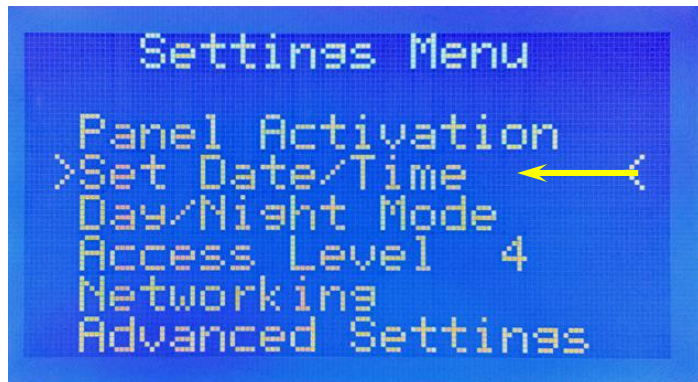 Settings Menu
Panel Activation
>Set Date/Time <
Day/Night Mode
Access Level 4
Networking
Advanced Settings